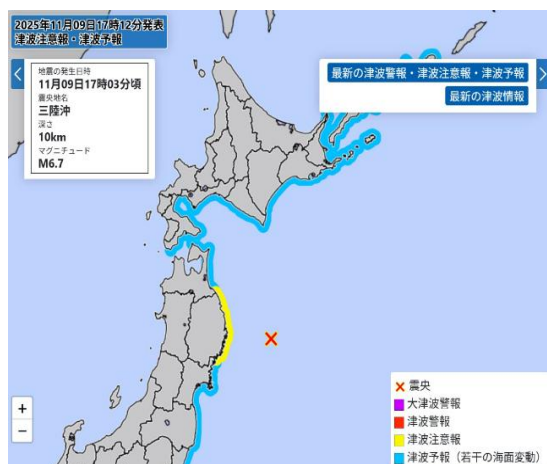 2025年11月09日17時12分発表
津波注意報・津波予報
地震の発生日時
11月09日17時03分頃
震央地名
三陸沖
深さ
10km
マグニチュード
M6.7
最新の津波警報・津波注意報・津波予報
最新の津波情報
+
−
震央
大津波警報
津波警報
津波注意報
津波予報（若干の海面変動）